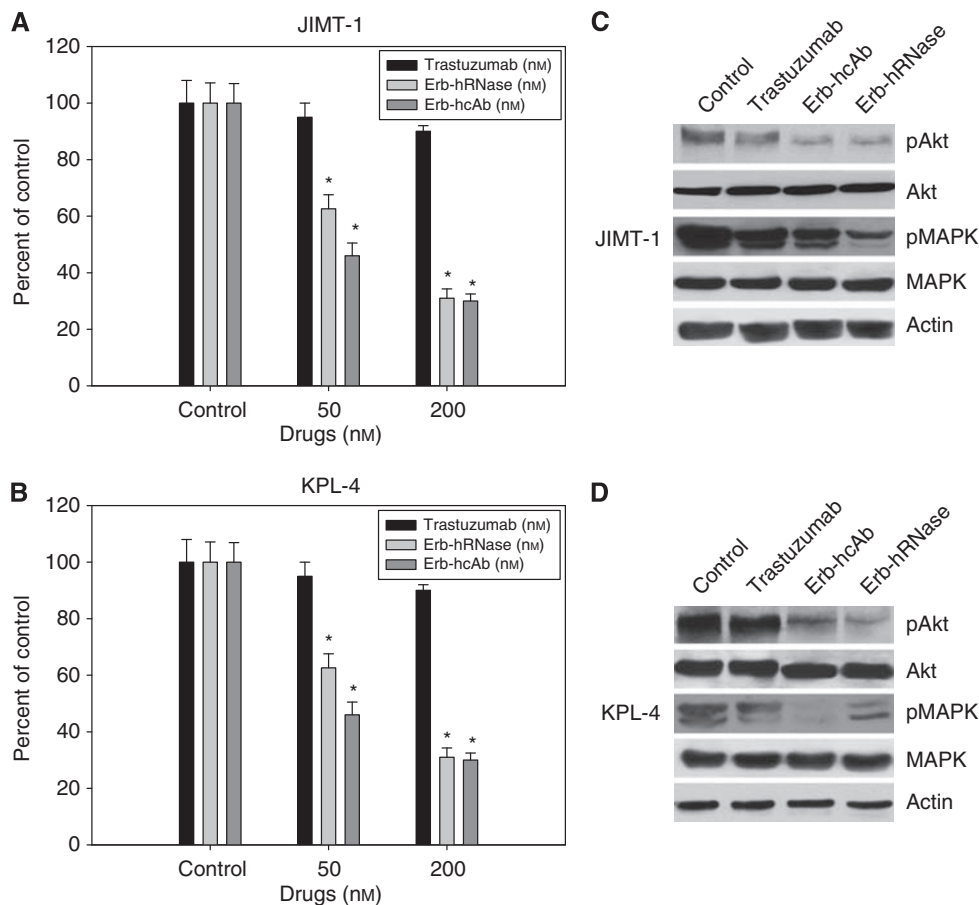 A
JIMT-1
120
100
80
60
40
20
0
Percent of control
Trastuzumab (nM)
Erb-hRNase (nM)
Erb-hcAb (nM)
*
*
*
*
Control
50
200
Drugs (nM)
B
KPL-4
120
100
80
60
40
20
0
Percent of control
Trastuzumab (nM)
Erb-hRNase (nM)
Erb-hcAb (nM)
*
*
*
*
Control
50
200
Drugs (nM)
C
Control
Trastuzumab
Erb-hcAb
Erb-hRNase
JIMT-1
pAkt
Akt
pMAPK
MAPK
Actin
D
Control
Trastuzumab
Erb-hcAb
Erb-hRNase
KPL-4
pAkt
Akt
pMAPK
MAPK
Actin